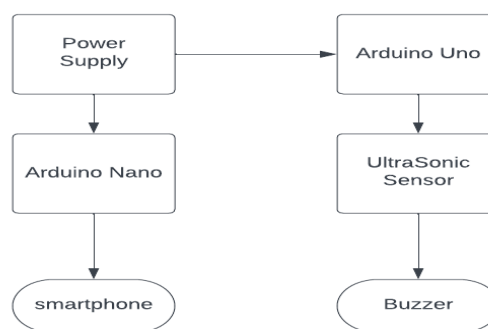 Power
Supply
Arduino Uno
Arduino Nano
UltraSonic
Sensor
smartphone
Buzzer